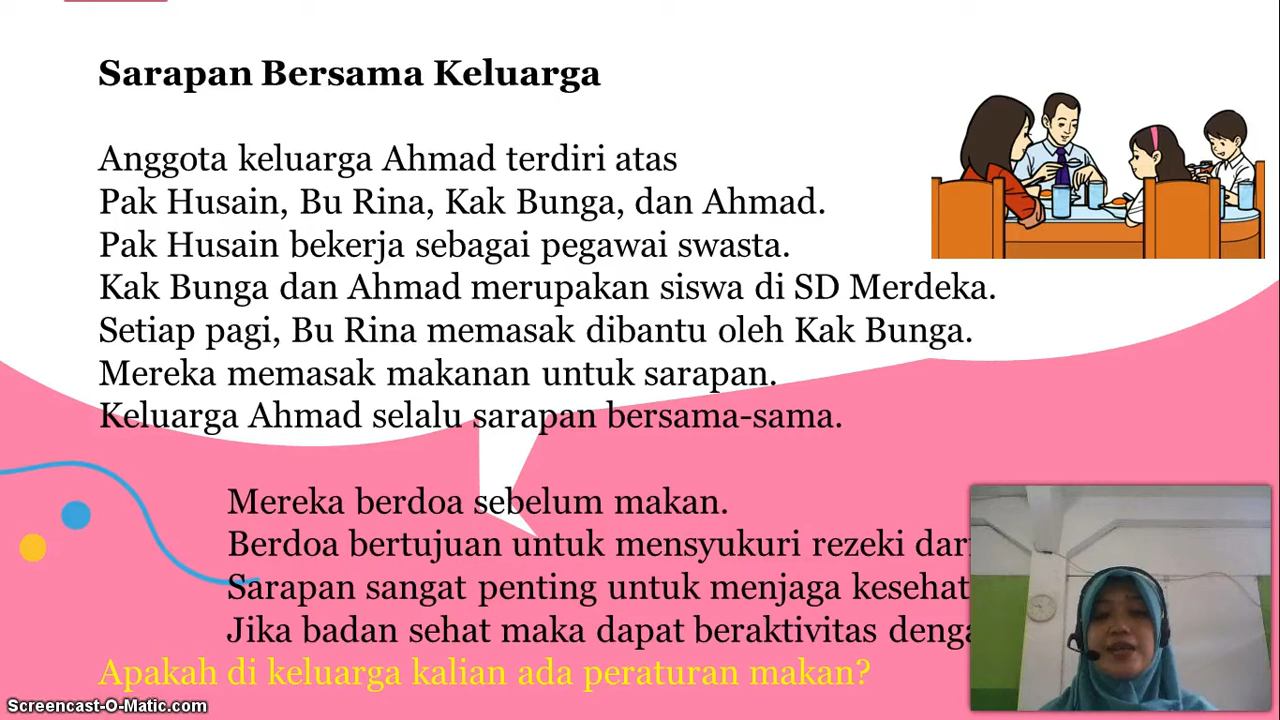 Sarapan Bersama Keluarga
Anggota keluarga Ahmad terdiri atas
Pak Husain, Bu Rina, Kak Bunga, dan Ahmad.
Pak Husain bekerja sebagai pegawai swasta.
Kak Bunga dan Ahmad merupakan siswa di SD Merdeka.
Setiap pagi, Bu Rina memasak dibantu oleh Kak Bunga.
Mereka memasak makanan untuk sarapan.
Keluarga Ahmad selalu sarapan bersama-sama.
Mereka berdoa sebelum makan.
Berdoa bertujuan untuk mensyukuri rezeki dari
Sarapan sangat penting untuk menjaga kesehat
Jika badan sehat maka dapat beraktivitas denga
Apakah di keluarga kalian ada peraturan makan?
Screencast-O-Matic.com